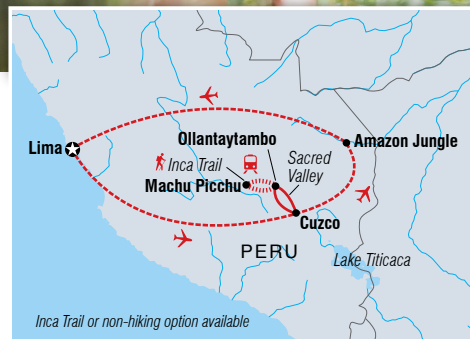 Lima
Ollantaytambo
Amazon Jungle
Inca Trail
Sacred
Valley
Machu Picchu
Cuzco
PERU
Lake Titicaca
Inca Trail or non-hiking option available